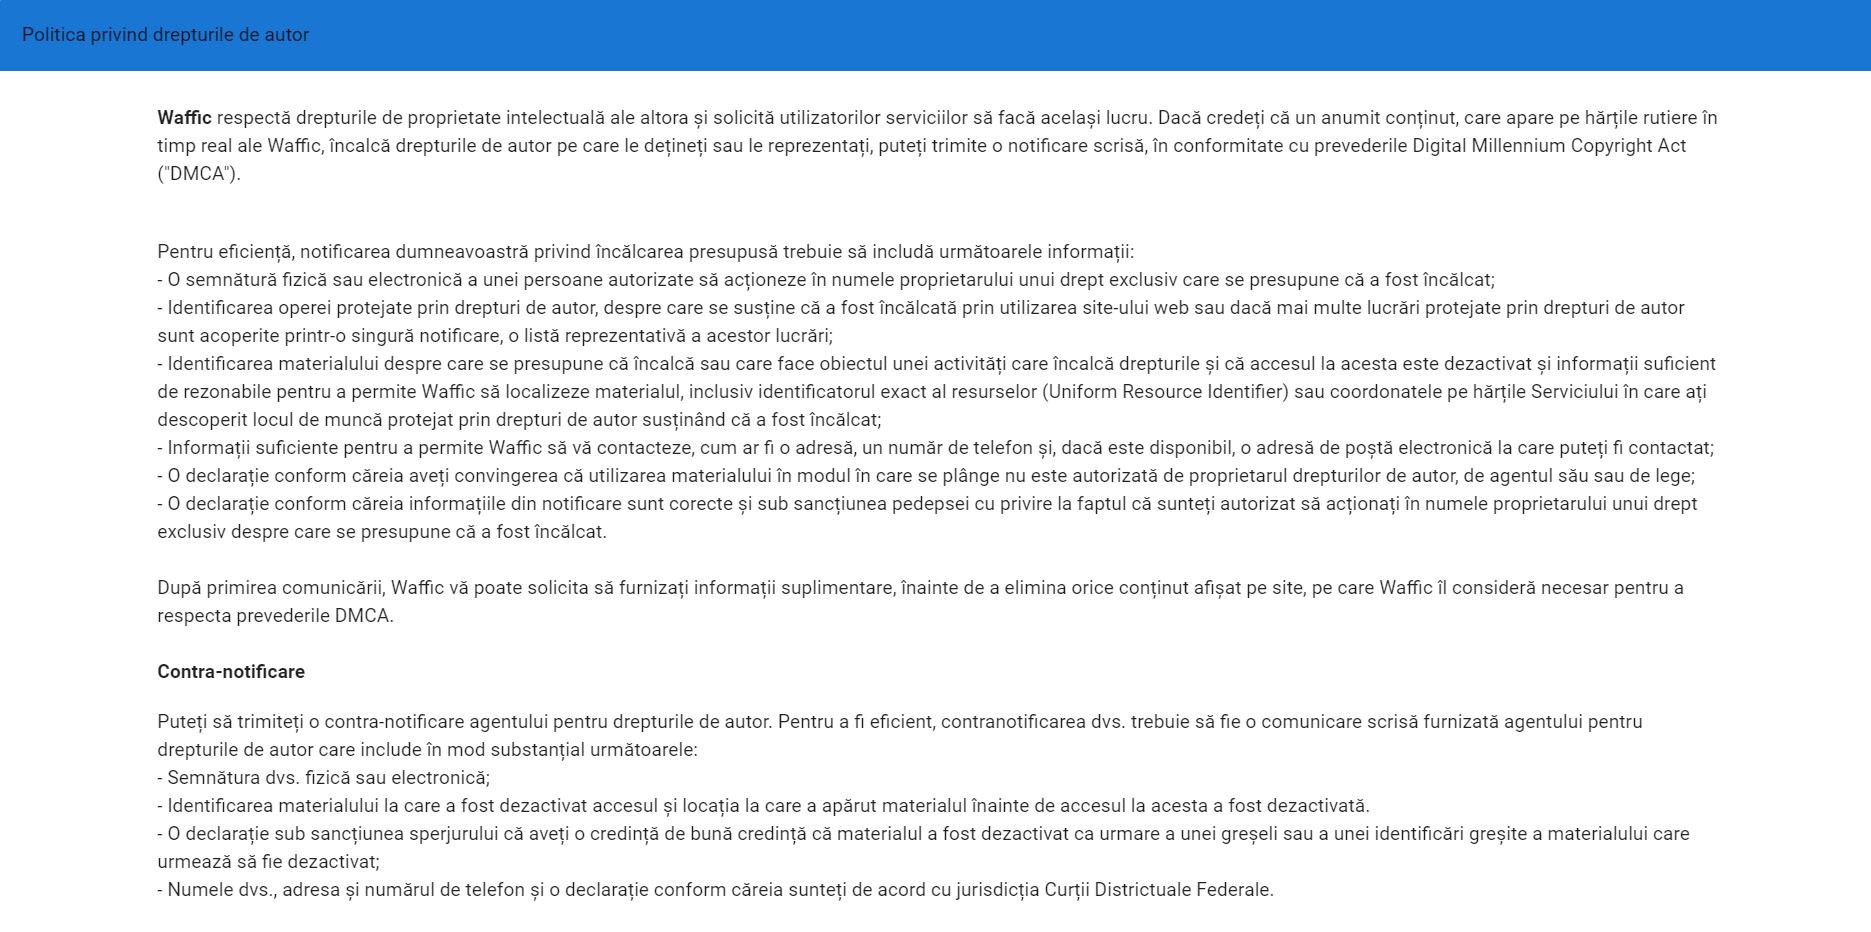 Politica privind drepturile de autor
Waffic respectă drepturile de proprietate intelectuală ale altora și solicită utilizatorilor serviciilor să facă același lucru. Dacă credeți că un anumit conținut, care apare pe hărțile rutiere în
timp real ale Waffic, încalcă drepturile de autor pe care le dețineți sau le reprezentați, puteți trimite o notificare scrisă, în conformitate cu prevederile Digital Millennium Copyright Act
("DMCA").
Pentru eficiență, notificarea dumneavoastră privind încălcarea presupusă trebuie să includă următoarele informații:
- O semnătură fizică sau electronică a unei persoane autorizate să acționeze în numele proprietarului unui drept exclusiv care se presupune că a fost încălcat;
- Identificarea operei protejate prin drepturi de autor, despre care se susține că a fost încălcată prin utilizarea site-ului web sau dacă mai multe lucrări protejate prin drepturi de autor
sunt acoperite printr-o singură notificare, o listă reprezentativă a acestor lucrări;
- Identificarea materialului despre care se presupune că încalcă sau care face obiectul unei activități care încalcă drepturile și că accesul la acesta este dezactivat și informații suficient
de rezonabile pentru a permite Waffic să localizeze materialul, inclusiv identificatorul exact al resurselor (Uniform Resource Identifier) sau coordonatele pe hărțile Serviciului în care ați
descoperit locul de muncă protejat prin drepturi de autor susținând că a fost încălcat;
- Informații suficiente pentru a permite Waffic să vă contacteze, cum ar fi o adresă, un număr de telefon și, dacă este disponibil, o adresă de poștă electronică la care puteți fi contactat;
- O declarație conform căreia aveți convingerea că utilizarea materialului în modul în care se plânge nu este autorizată de proprietarul drepturilor de autor, de agentul său sau de lege;
- O declarație conform căreia informațiile din notificare sunt corecte și sub sancțiunea pedepsei cu privire la faptul că sunteți autorizat să acționați în numele proprietarului unui drept
exclusiv despre care se presupune că a fost încălcat.
După primirea comunicării, Waffic vă poate solicita să furnizați informații suplimentare, înainte de a elimina orice conținut afișat pe site, pe care Waffic îl consideră necesar pentru a
respecta prevederile DMCA.
Contra-notificare
Puteți să trimiteți o contra-notificare agentului pentru drepturile de autor. Pentru a fi eficient, contranotificarea dvs. trebuie să fie o comunicare scrisă furnizată agentului pentru
drepturile de autor care include în mod substanțial următoarele:
- Semnătura dvs. fizică sau electronică;
- Identificarea materialului la care a fost dezactivat accesul și locația la care a apărut materialul înainte de accesul la acesta a fost dezactivată.
- O declarație sub sancțiunea sperjurului că aveți o credință de bună credință că materialul a fost dezactivat ca urmare a unei greșeli sau a unei identificări greșite a materialului care
urmează să fie dezactivat;
- Numele dvs., adresa și numărul de telefon și o declarație conform căreia sunteți de acord cu jurisdicția Curții Districtuale Federale.